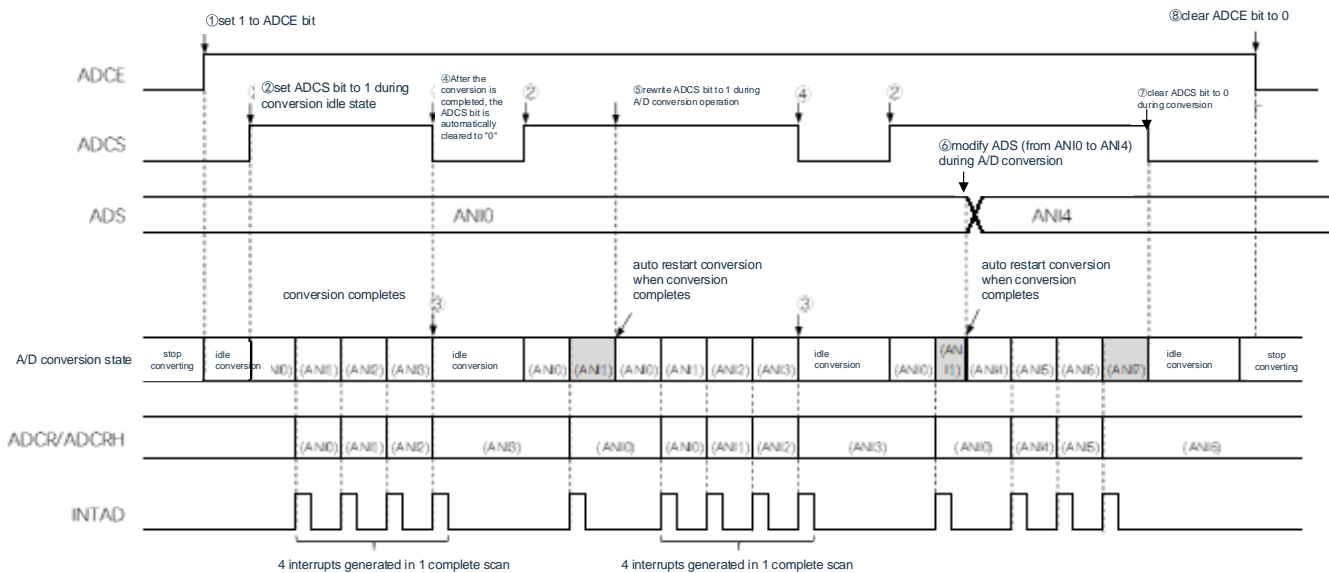 ①set 1 to ADCE bit
⑧clear ADCE bit to 0
ADCE
②set ADCS bit to 1 during
conversion idle state
④After the
conversion is
completed, the
ADCS bit is
automatically
cleared to "0"
②
⑤rewrite ADCS bit to 1 during
A/D conversion operation
④
②
⑦clear ADCS bit to 0
during conversion
ADCS
⑥modify ADS (from ANI0 to ANI4)
during A/D conversion
ADS
ANI0
ANI4
conversion completes
③
auto restart conversion
when conversion
completes
③
auto restart conversion
when conversion
completes
A/D conversion state
stop
converting
idle
conversion
(ANI1)
(ANI2)
(ANI3)
idle
conversion
(ANI0)
(ANI1)
(ANI0)
(ANI1)
(ANI2)
(ANI3)
idle
conversion
(ANI0)
(AN
I1)
(ANI4)
(ANI5)
(ANI6)
(ANI7)
idle
conversion
stop
converting
ADCR/ADCRH
(ANI0)
(ANI1)
(ANI2)
(ANI3)
(ANI0)
(ANI0)
(ANI1)
(ANI2)
(ANI3)
(ANI0)
(ANI4)
(ANI5)
(ANI6)
INTAD
4 interrupts generated in 1 complete scan
4 interrupts generated in 1 complete scan